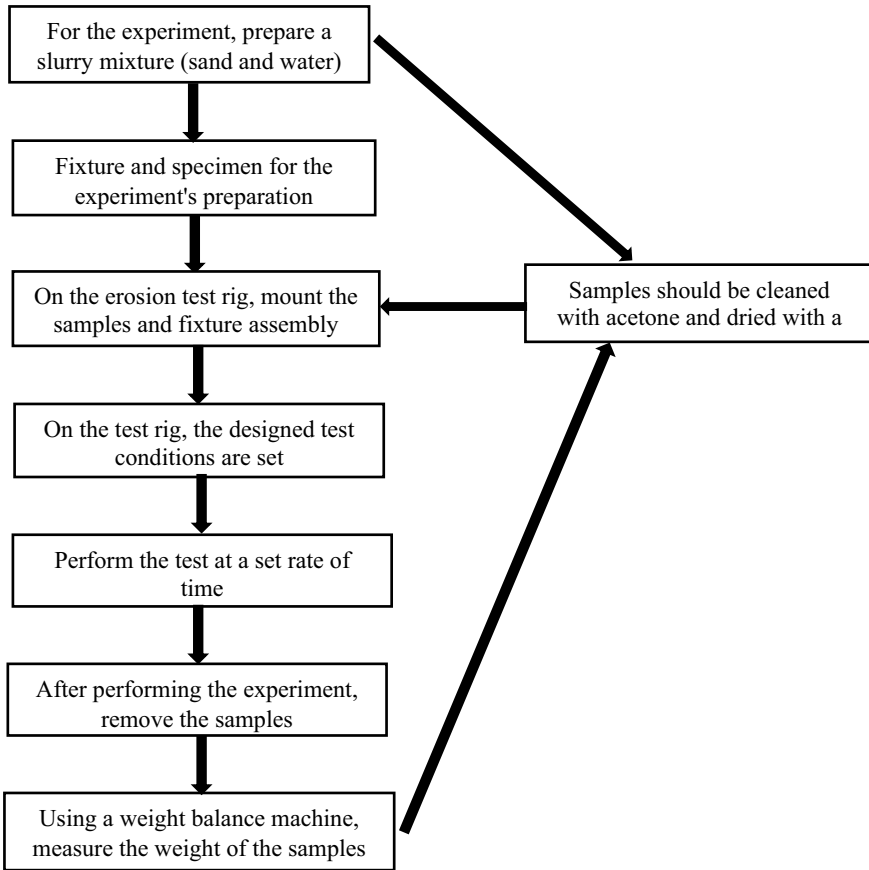 For the experiment, prepare a
slurry mixture (sand and water)
Fixture and specimen for the
experiment's preparation
On the erosion test rig, mount the
samples and fixture assembly
Samples should be cleaned
with acetone and dried with a
On the test rig, the designed test
conditions are set
Perform the test at a set rate of
time
After performing the experiment,
remove the samples
Using a weight balance machine,
measure the weight of the samples